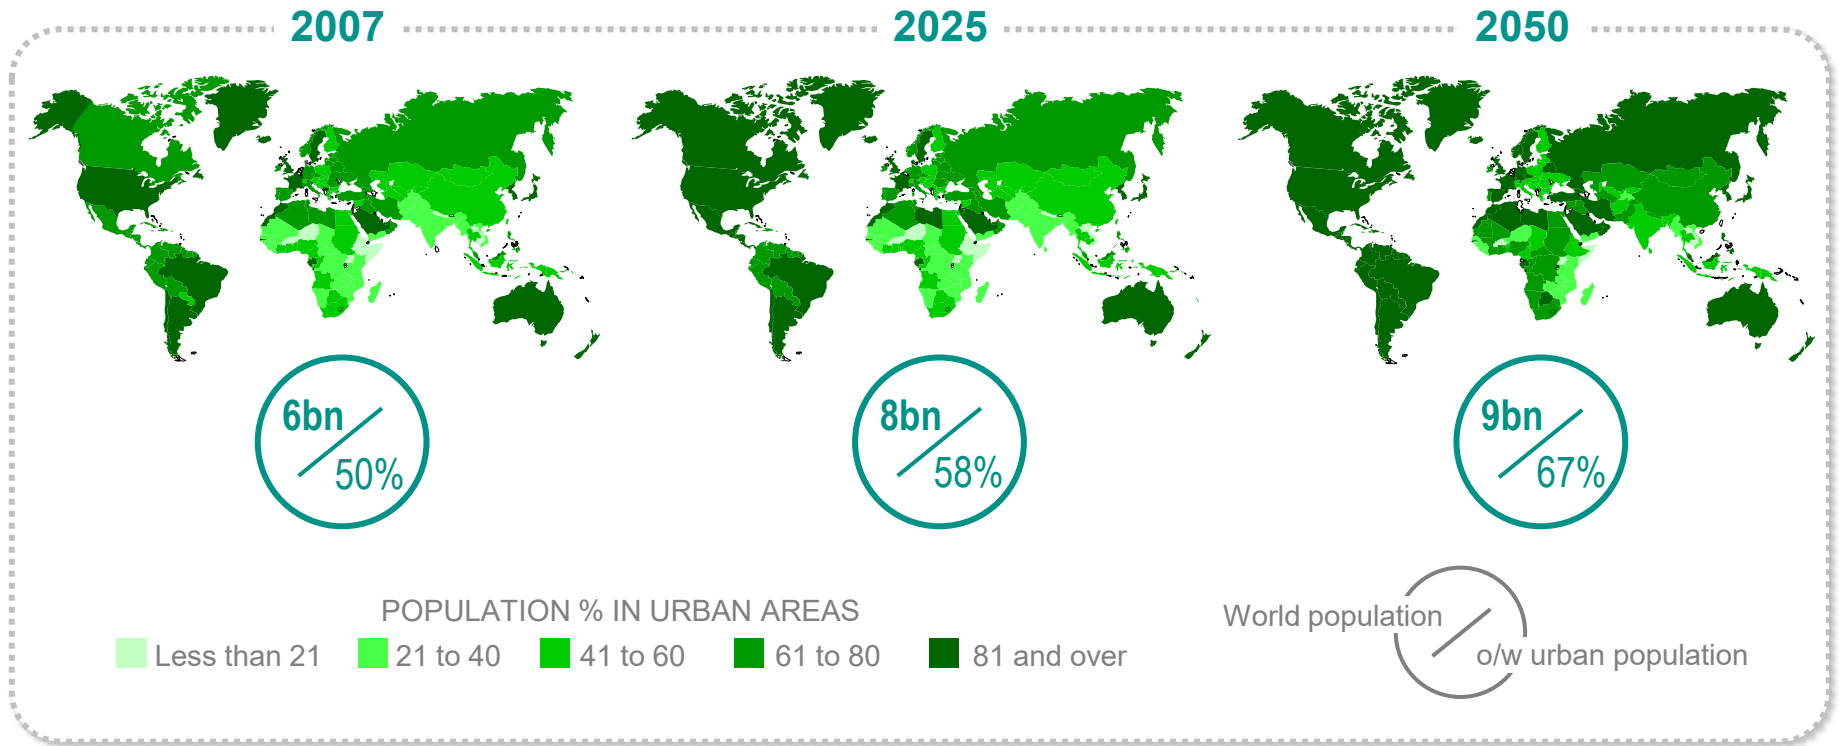 2007
2025
2050
6bn
50%
8bn
58%
9bn
67%
POPULATION % IN URBAN AREAS
Less than 21
21 to 40
41 to 60
61 to 80
81 and over
World population
o/w urban population